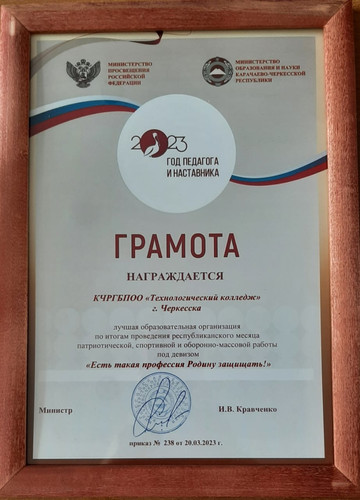 МИНИСТЕРСТВО
ПРОСВЕЩЕНИЯ
РОССИЙСКОЙ
ФЕДЕРАЦИИ
МИНИСТЕРСТВО
ОБРАЗОВАНИЯ И НАУКИ
КАРАЧАЕВО-ЧЕРКЕССКОЙ
РЕСПУБЛИКИ
2023
ГОД ПЕДАГОГА
И НАСТАВНИКА
ГРАМОТА
НАГРАЖДАЕТСЯ
КЧРГБПОО «Технологический колледж»
г. Черкесска
лучшая образовательная организация
по итогам проведения республиканского месяца
патриотической, спортивной и оборонно-массовой работы
под девизом
«Есть такая профессия Родину защищать!»
Министр И.В. Кравченко
приказ № 238 от 20.03.2023 г.